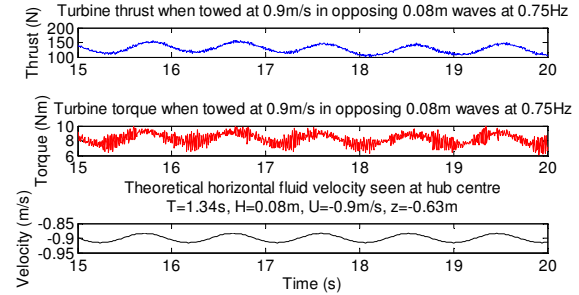 Turbine thrust when towed at 0.9m/s in opposing 0.08m waves at 0.75Hz
Thrust (N)
200
150
100
15 16 17 18 19 20
Turbine torque when towed at 0.9m/s in opposing 0.08m waves at 0.75Hz
Torque (Nm)
10
8
6
15 16 17 18 19 20
Theoretical horizontal fluid velocity seen at hub centre
T=1.34s, H=0.08m, U=-0.9m/s, z=-0.63m
Velocity (m/s)
-0.85
-0.9
-0.95
15 16 17 18 19 20
Time (s)